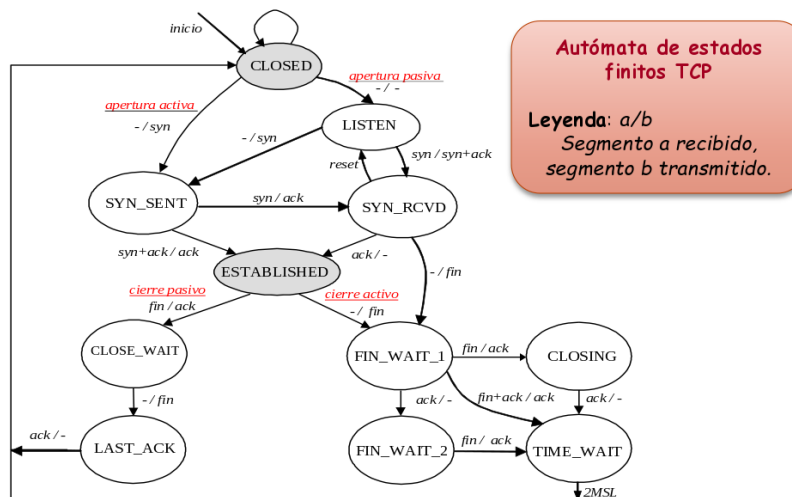 inicio
CLOSED
apertura pasiva
- / -
apertura activa
- / syn
LISTEN
- / syn
syn / syn+ack
reset
SYN_SENT
syn / ack
SYN_RCVD
syn+ack / ack
ack / -
ESTABLISHED
- / fin
cierre pasivo
fin / ack
cierre activo
- / fin
CLOSE_WAIT
FIN_WAIT_1
fin / ack
CLOSING
- / fin
ack / -
fin+ack / ack
ack / -
ack / -
LAST_ACK
FIN_WAIT_2
fin / ack
TIME_WAIT
2MSL
Autómata de estados
finitos TCP
Leyenda: a/b
Segmento a recibido,
segmento b transmitido.